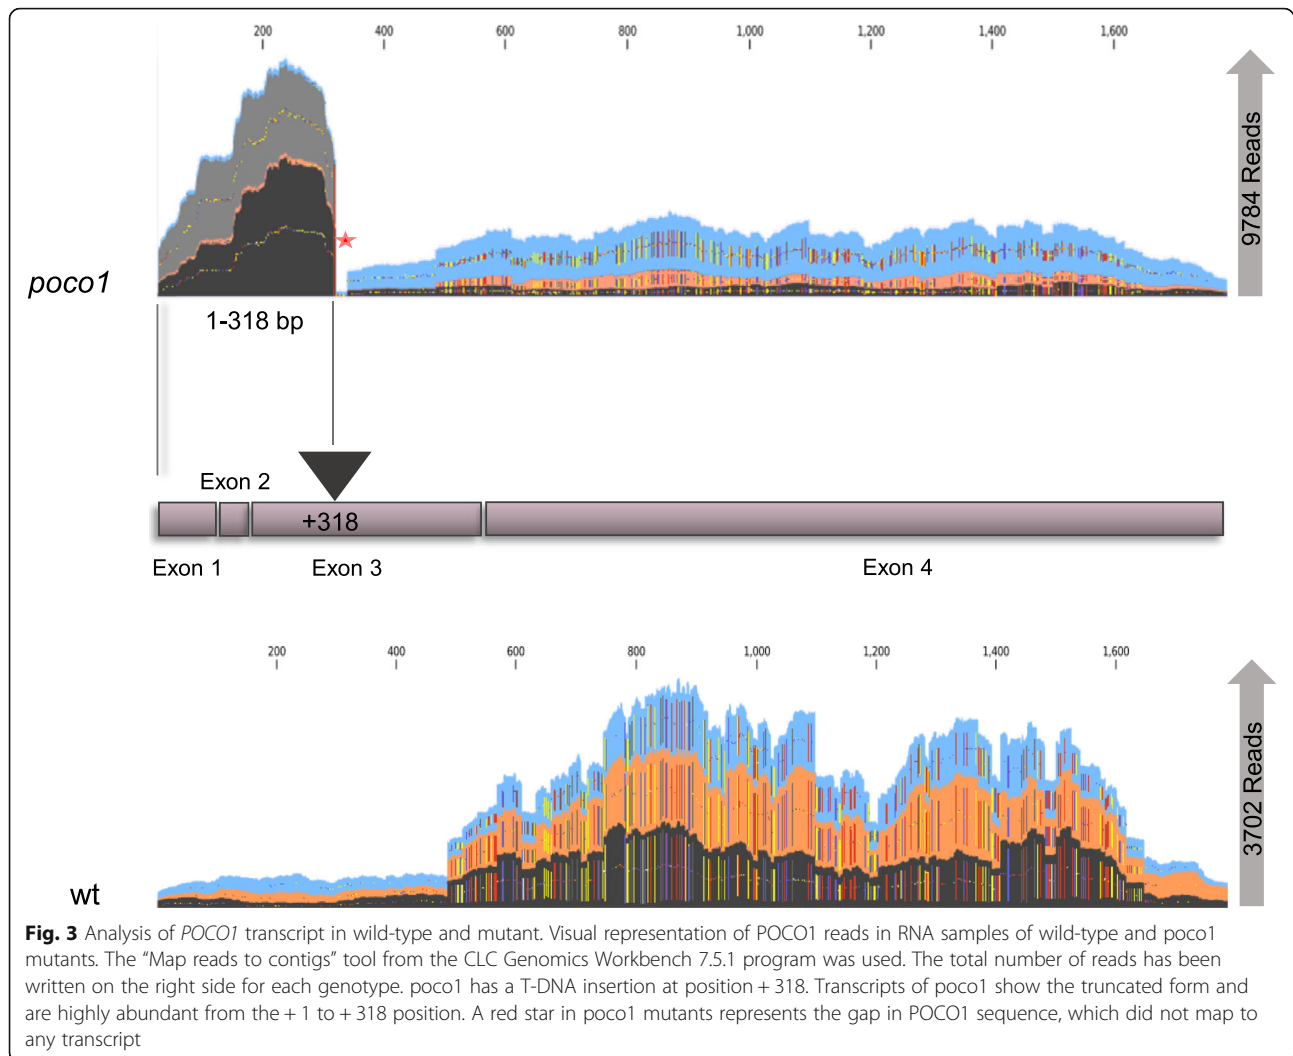 200 400 600 800 1,000 1,200 1,400 1,600
9784 Reads
poco1
1-318 bp
Exon 2
+318
Exon 1 Exon 3 Exon 4
200 400 600 800 1,000 1,200 1,400 1,600
3702 Reads
wt
Fig. 3 Analysis of POCO1 transcript in wild-type and mutant. Visual representation of POCO1 reads in RNA samples of wild-type and poco1
mutants. The “Map reads to contigs” tool from the CLC Genomics Workbench 7.5.1 program was used. The total number of reads has been
written on the right side for each genotype. poco1 has a T-DNA insertion at position + 318. Transcripts of poco1 show the truncated form and
are highly abundant from the + 1 to + 318 position. A red star in poco1 mutants represents the gap in POCO1 sequence, which did not map to
any transcript